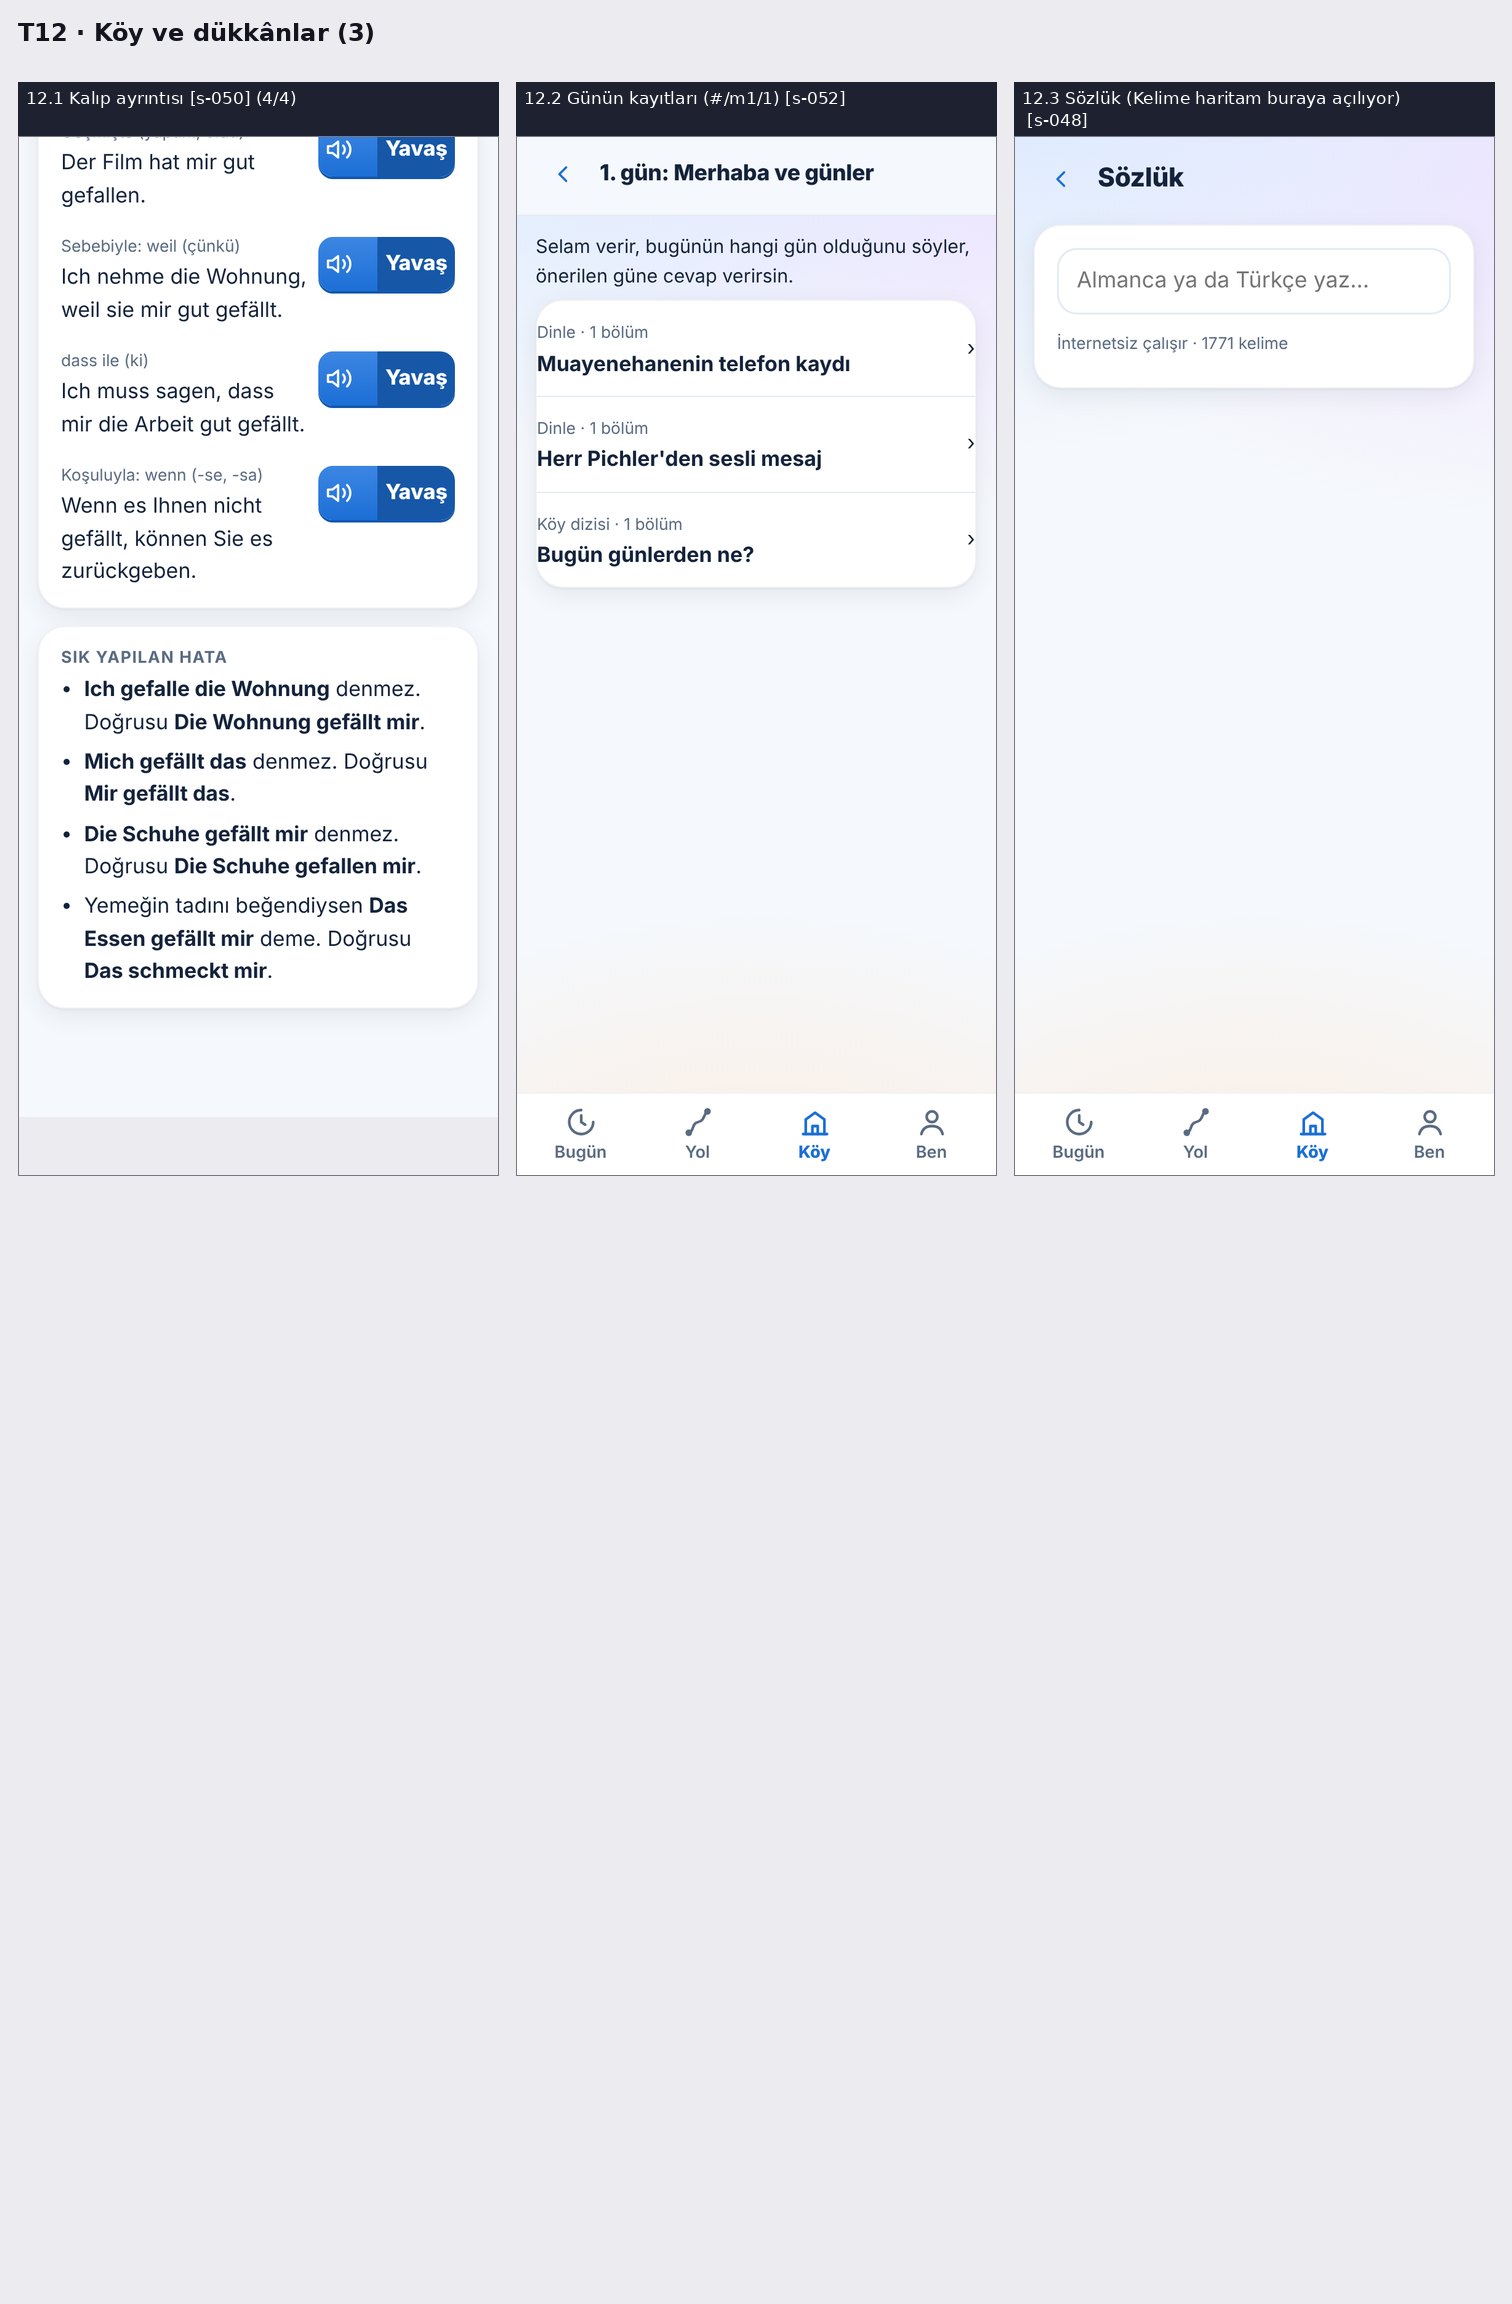 T12 · Köy ve dükkânlar (3)
12.1 Kalıp ayrıntısı [s-050] (4/4)
Der Film hat mir gut
gefallen.
Yavaş
Sebebiyle: weil (çünkü)
Ich nehme die Wohnung,
weil sie mir gut gefällt.
Yavaş
dass ile (ki)
Ich muss sagen, dass
mir die Arbeit gut gefällt.
Yavaş
Koşuluyla: wenn (-se, -sa)
Wenn es Ihnen nicht
gefällt, können Sie es
zurückgeben.
Yavaş
SIK YAPILAN HATA
• Ich gefalle die Wohnung denmez.
Doğrusu Die Wohnung gefällt mir.
• Mich gefällt das denmez. Doğrusu
Mir gefällt das.
• Die Schuhe gefällt mir denmez.
Doğrusu Die Schuhe gefallen mir.
• Yemeğin tadını beğendiysen Das
Essen gefällt mir deme. Doğrusu
Das schmeckt mir.
12.2 Günün kayıtları (#/m1/1) [s-052]
1. gün: Merhaba ve günler
Selam verir, bugünün hangi gün olduğunu söyler,
önerilen güne cevap verirsin.
Dinle · 1 bölüm
Muayenehanenin telefon kaydı
Dinle · 1 bölüm
Herr Pichler'den sesli mesaj
Köy dizisi · 1 bölüm
Bugün günlerden ne?
Bugün
Yol
Köy
Ben
12.3 Sözlük (Kelime haritam buraya açılıyor)
[s-048]
Sözlük
Almanca ya da Türkçe yaz...
İnternetsiz çalışır · 1771 kelime
Bugün
Yol
Köy
Ben